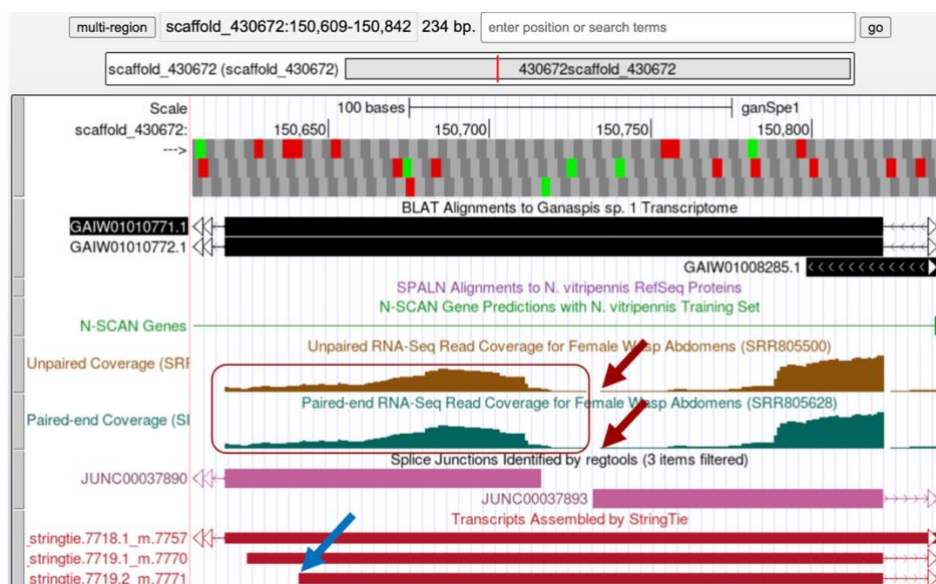 multi-region scaffold_430672:150,609-150,842 234 bp. enter position or search terms go
scaffold_430672 (scaffold_430672) 430672scaffold_430672
Scale 100 bases ganSpe1
scaffold_430672: 150,650 150,700 150,750 150,800
--->
BLAT Alignments to Ganaspis sp. 1 Transcriptome
GAIW01010771.1
GAIW01010772.1
GAIW01008285.1
SPALN Alignments to N. vitripennis RefSeq Proteins
N-SCAN Gene Predictions with N. vitripennis Training Set
N-SCAN Genes
Unpaired RNA-Seq Read Coverage for Female Wasp Abdomens (SRR805500)
Unpaired Coverage (SRR
Paired-end RNA-Seq Read Coverage for Female Wasp Abdomens (SRR805628)
Paired-end Coverage (SI
Splice Junctions Identified by regtools (3 items filtered)
JUNC00037890
JUNC00037893
Transcripts Assembled by StringTie
_stringtie.7718.1_m.7757
_stringtie.7719.1_m.7770
_stringtie.7719.2_m.7771